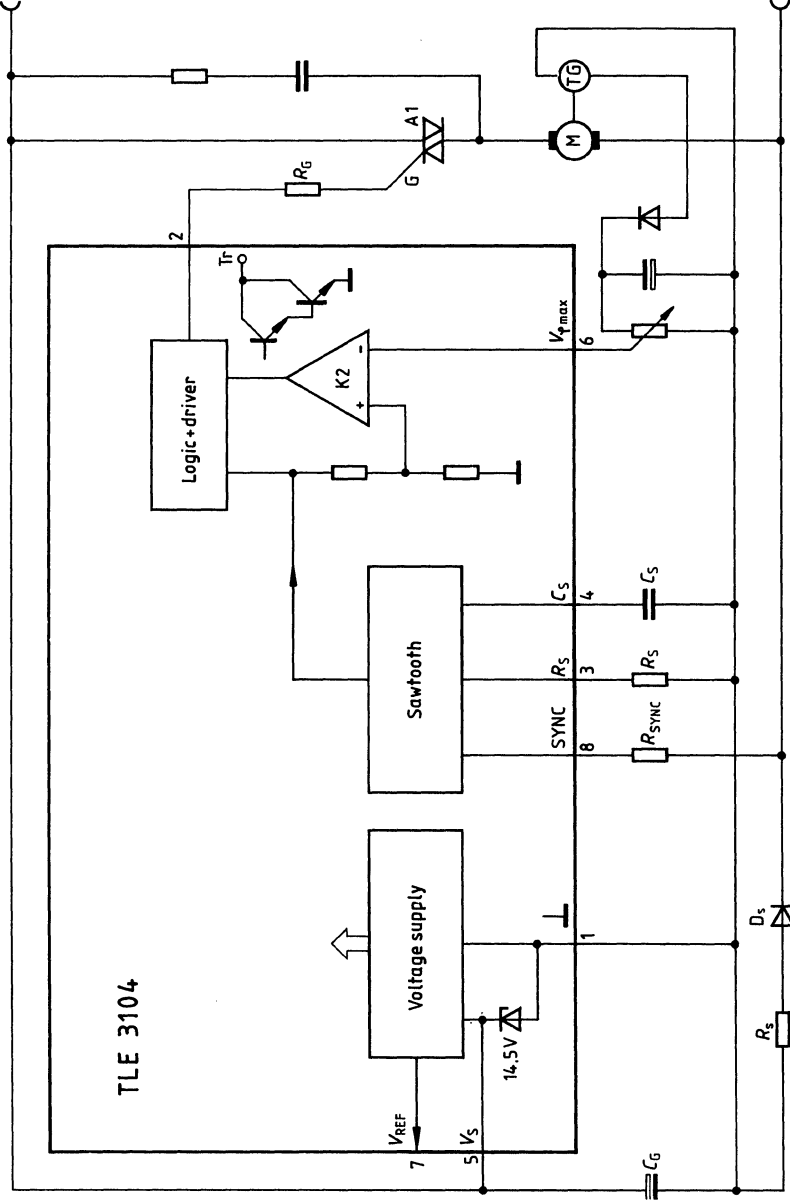 TLE 3104
Voltage supply
14.5V
V_REF
7
5
V_S
1
Sawtooth
SYNC
8
R_S
3
C_S
4
R_SYNC
R_S
C_S
Logic+driver
K2
+
-
Tr
2
V_φmax
6
R_G
G
A1
M
TG
D_s
R_s
C_G